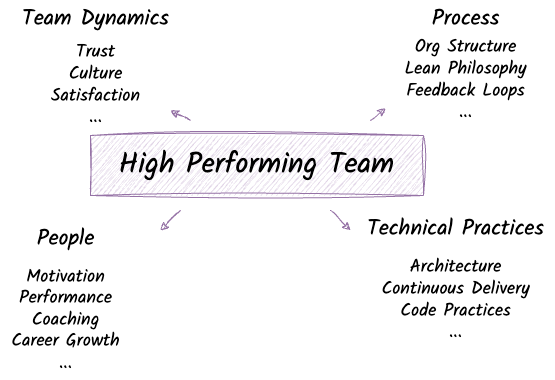 Team Dynamics
Trust
Culture
Satisfaction
...
Process
Org Structure
Lean Philosophy
Feedback Loops
...
High Performing Team
People
Motivation
Performance
Coaching
Career Growth
...
Technical Practices
Architecture
Continuous Delivery
Code Practices
...